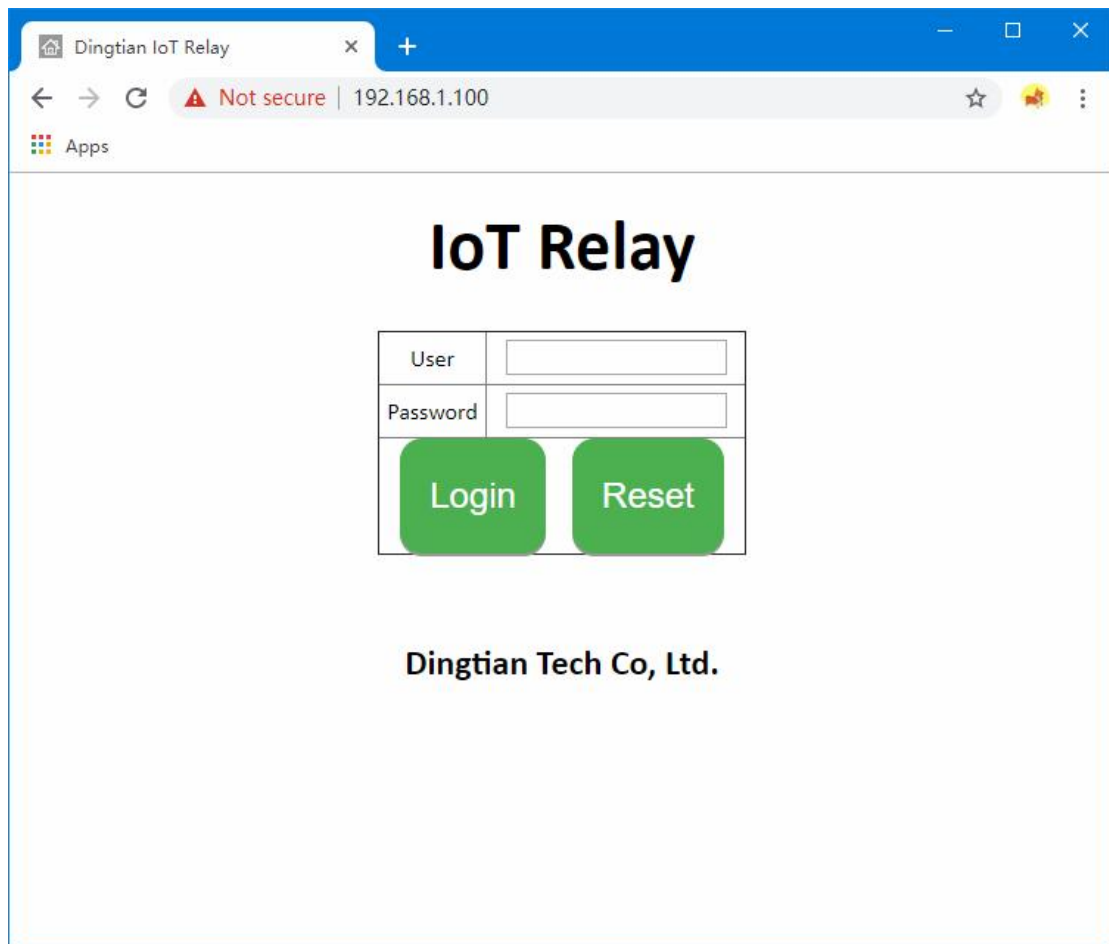 Dingtian IoT Relay
Not secure | 192.168.1.100
Apps
IoT Relay
User
Password
Login Reset
Dingtian Tech Co, Ltd.